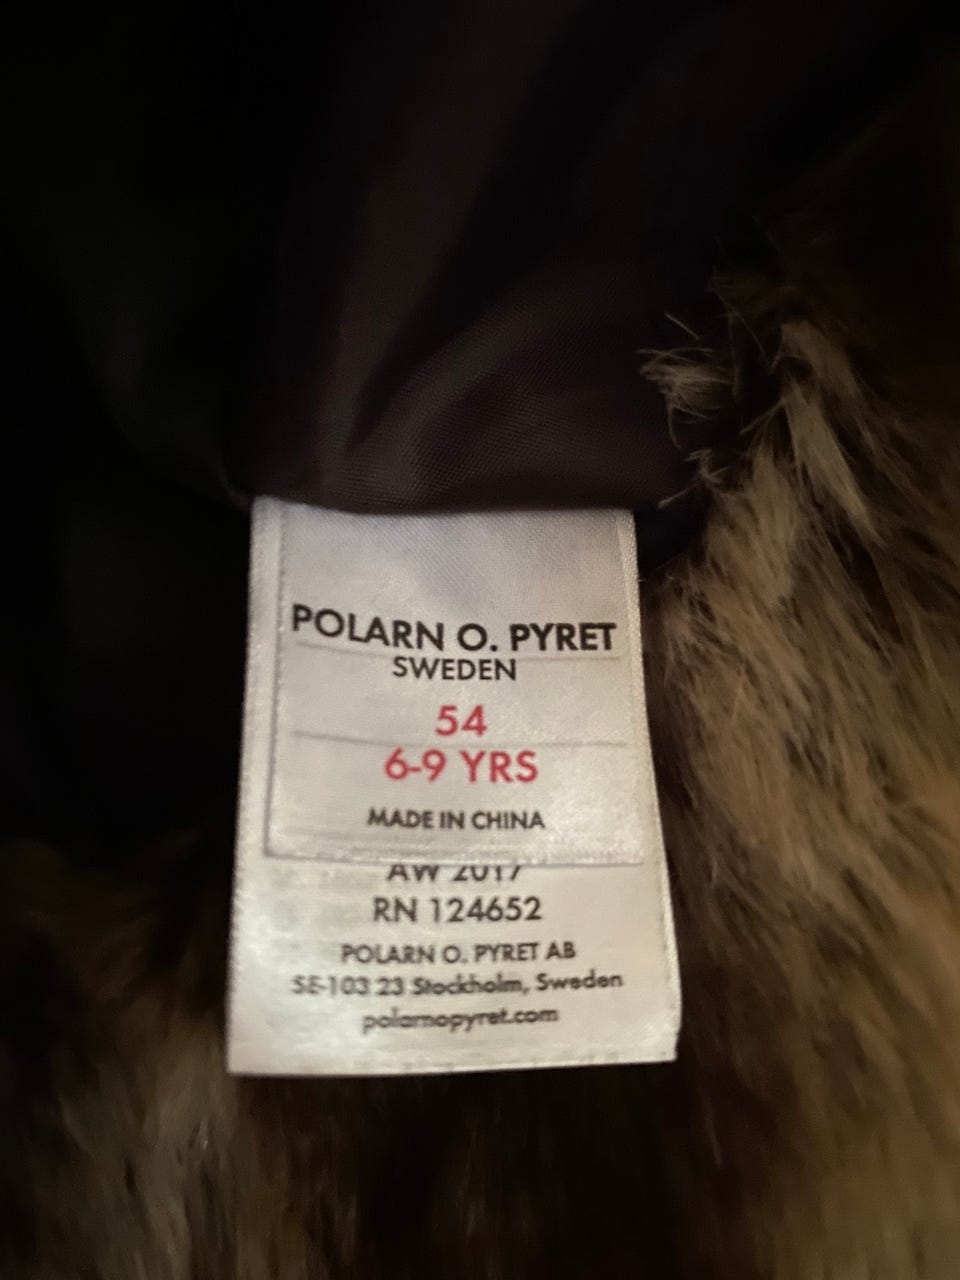 POLARN O. PYRET
SWEDEN
54
6-9 YRS
MADE IN CHINA
AW 2017
RN 124652
POLARN O. PYRET AB
SE-103 23 Stockholm, Sweden
polarnopyret.com